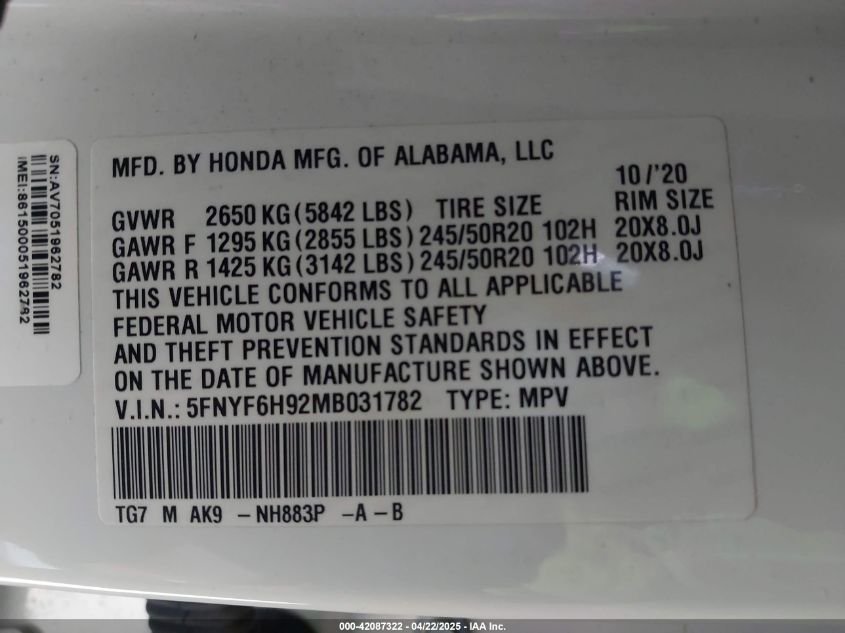 MFD. BY HONDA MFG. OF ALABAMA, LLC
10/'20
GVWR 2650 KG (5842 LBS) TIRE SIZE RIM SIZE
GAWR F 1295 KG (2855 LBS) 245/50R20 102H 20X8.0J
GAWR R 1425 KG (3142 LBS) 245/50R20 102H 20X8.0J
THIS VEHICLE CONFORMS TO ALL APPLICABLE
FEDERAL MOTOR VEHICLE SAFETY
AND THEFT PREVENTION STANDARDS IN EFFECT
ON THE DATE OF MANUFACTURE SHOWN ABOVE.
V.I.N.: 5FNYF6H92MB031782 TYPE: MPV
TG7 M AK9 -NH883P -A-B
SN:AV7051962782
IMEI:861500051962782
000-42087322 - 04/22/2025 - IAA Inc.